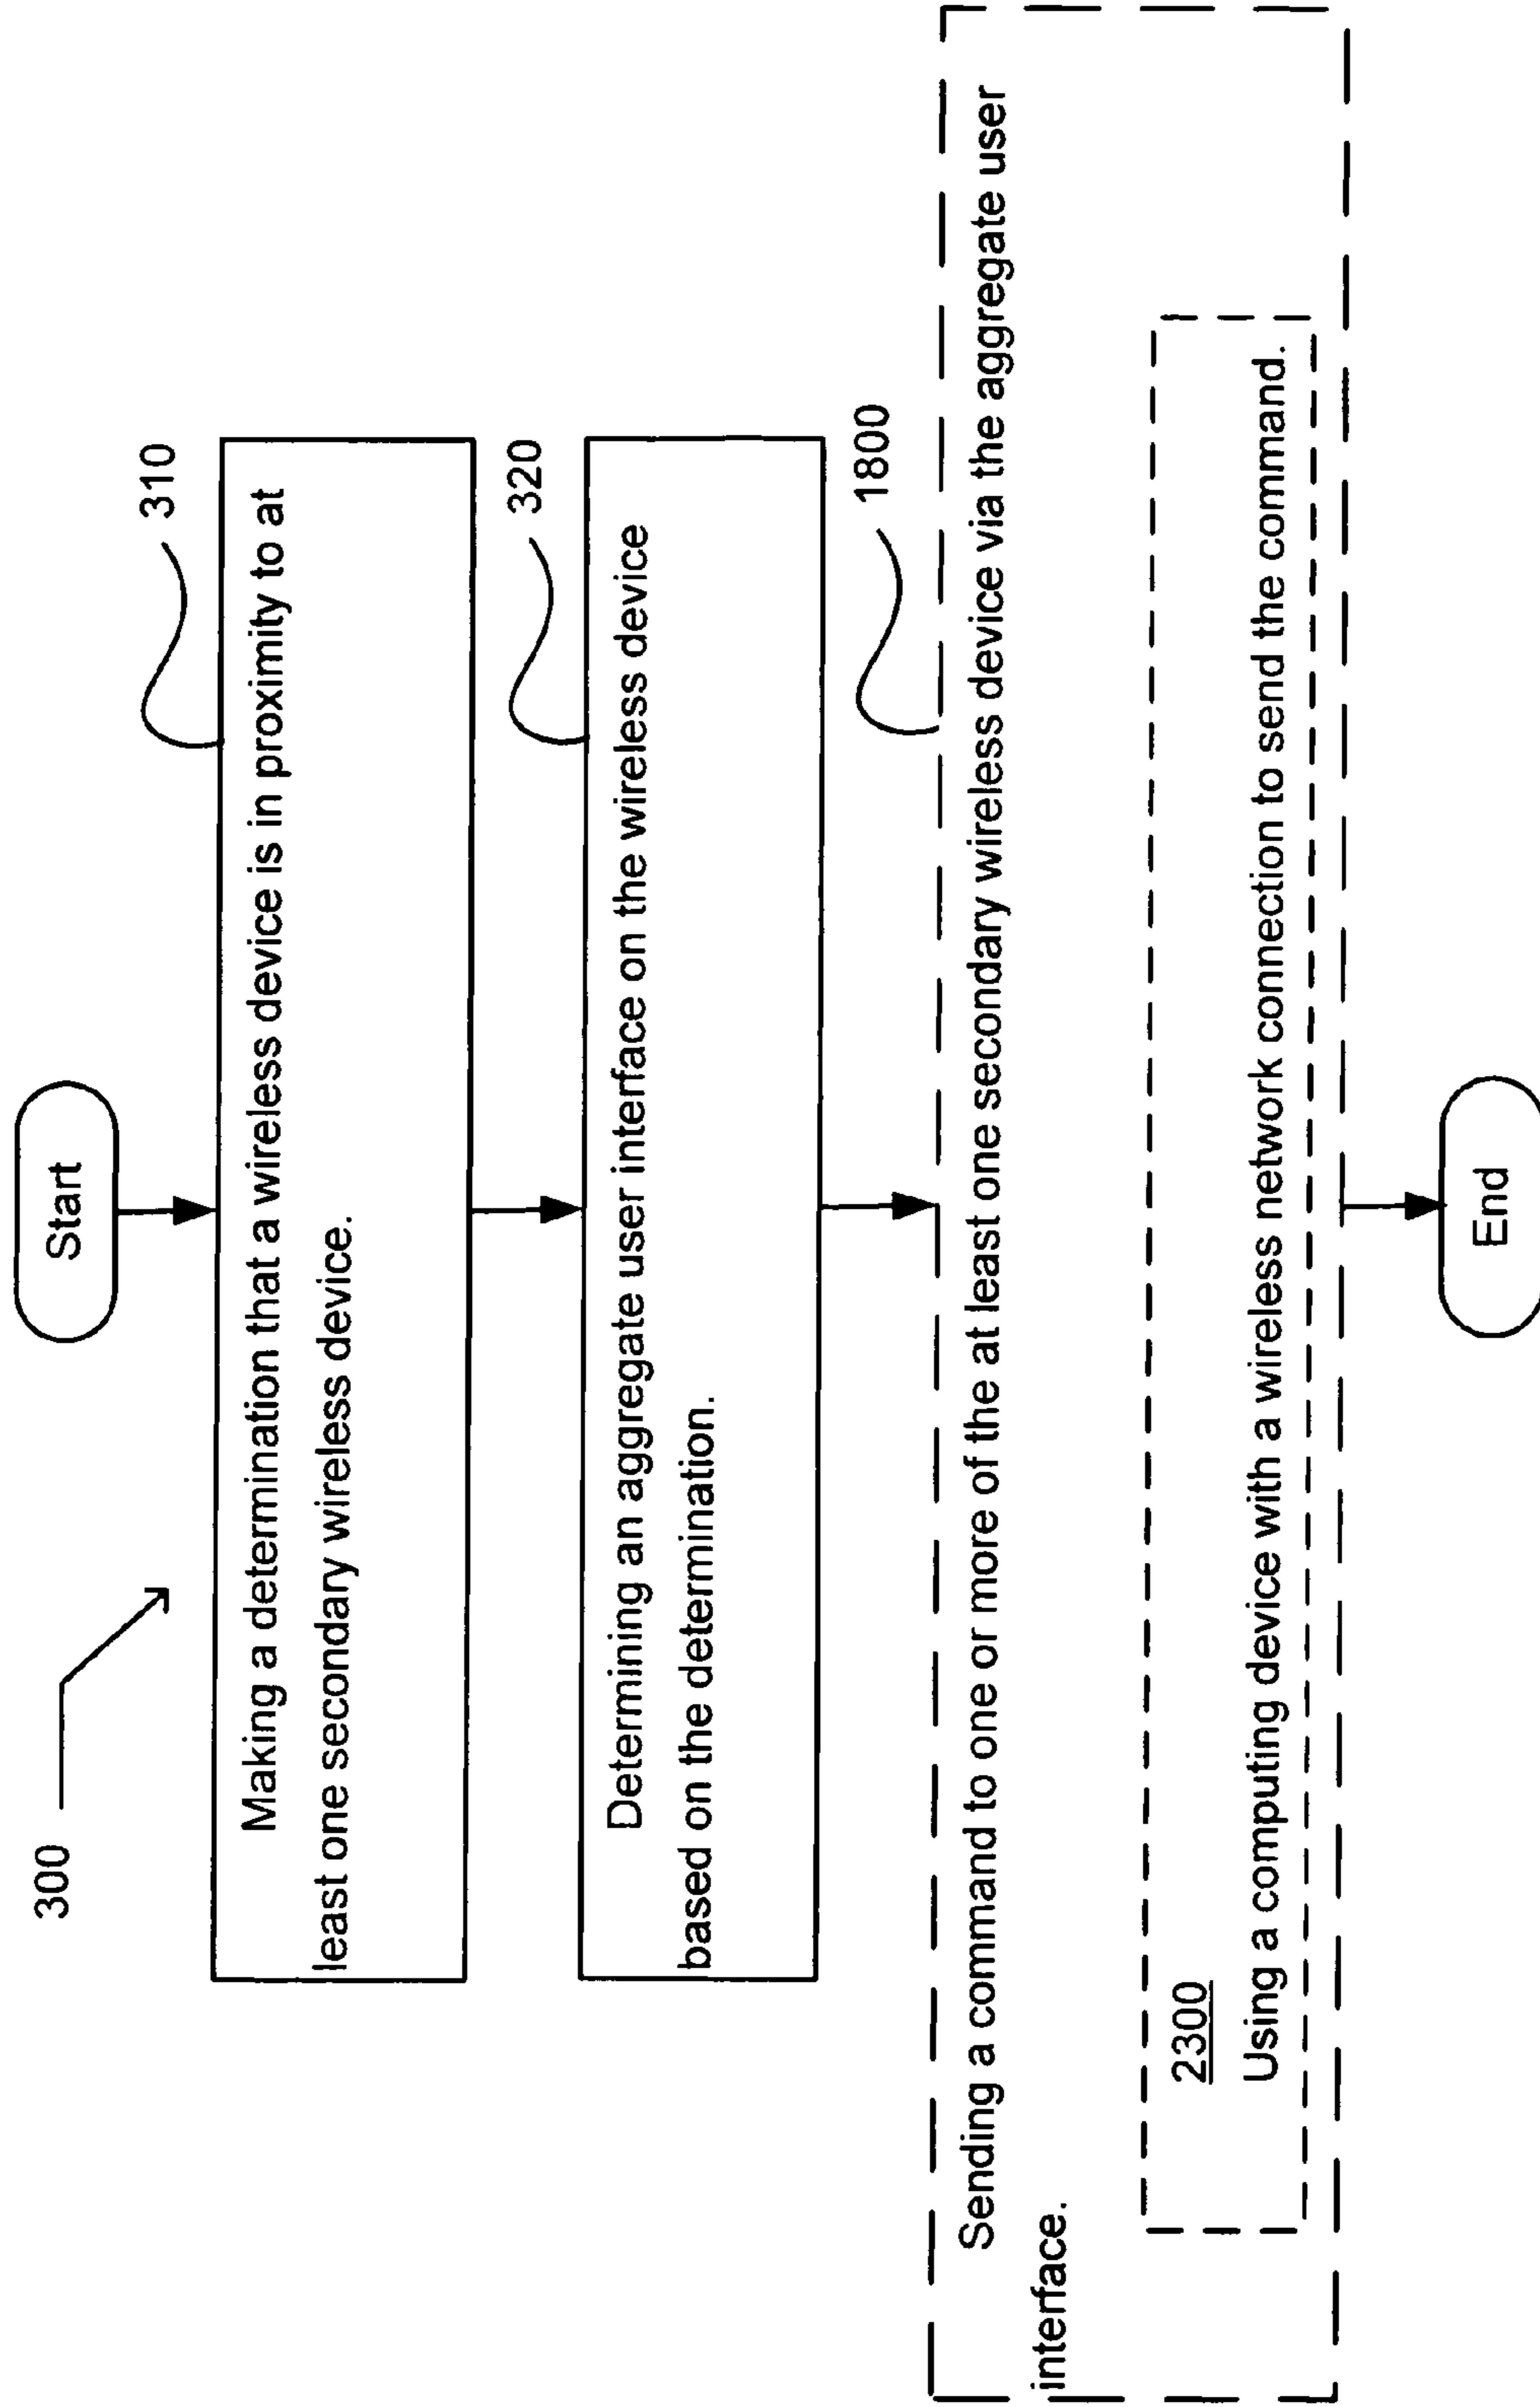 300
Start
310
Making a determination that a wireless device is in proximity to at
least one secondary wireless device.
320
Determining an aggregate user interface on the wireless device
based on the determination.
1800
Sending a command to one or more of the at least one secondary wireless device via the aggregate user
interface.
2300
Using a computing device with a wireless network connection to send the command.
End